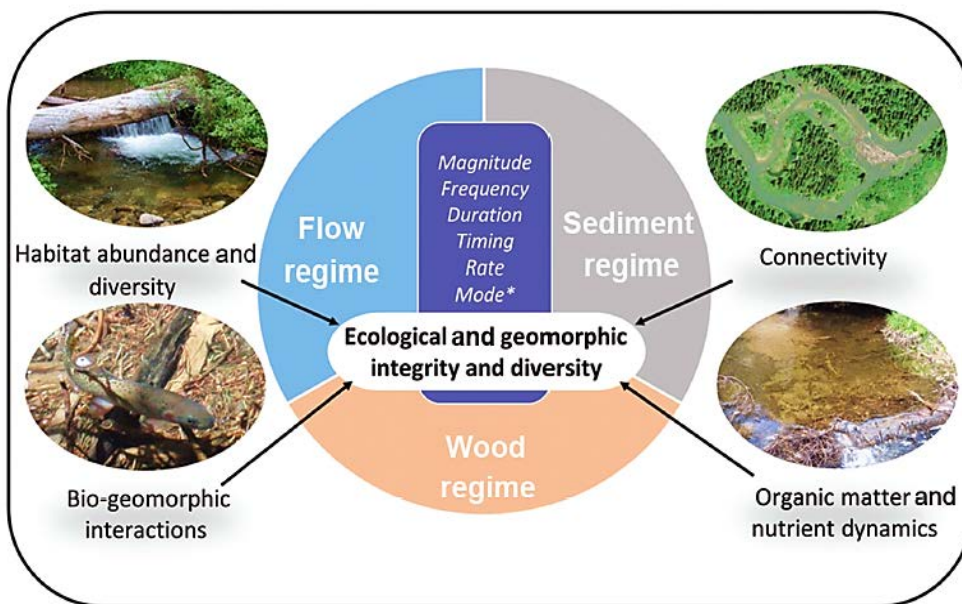 Magnitude
Frequency
Duration
Timing
Rate
Mode*
Flow
regime
Sediment
regime
Habitat abundance and
diversity
Connectivity
Ecological and geomorphic
integrity and diversity
Wood
regime
Bio-geomorphic
interactions
Organic matter and
nutrient dynamics